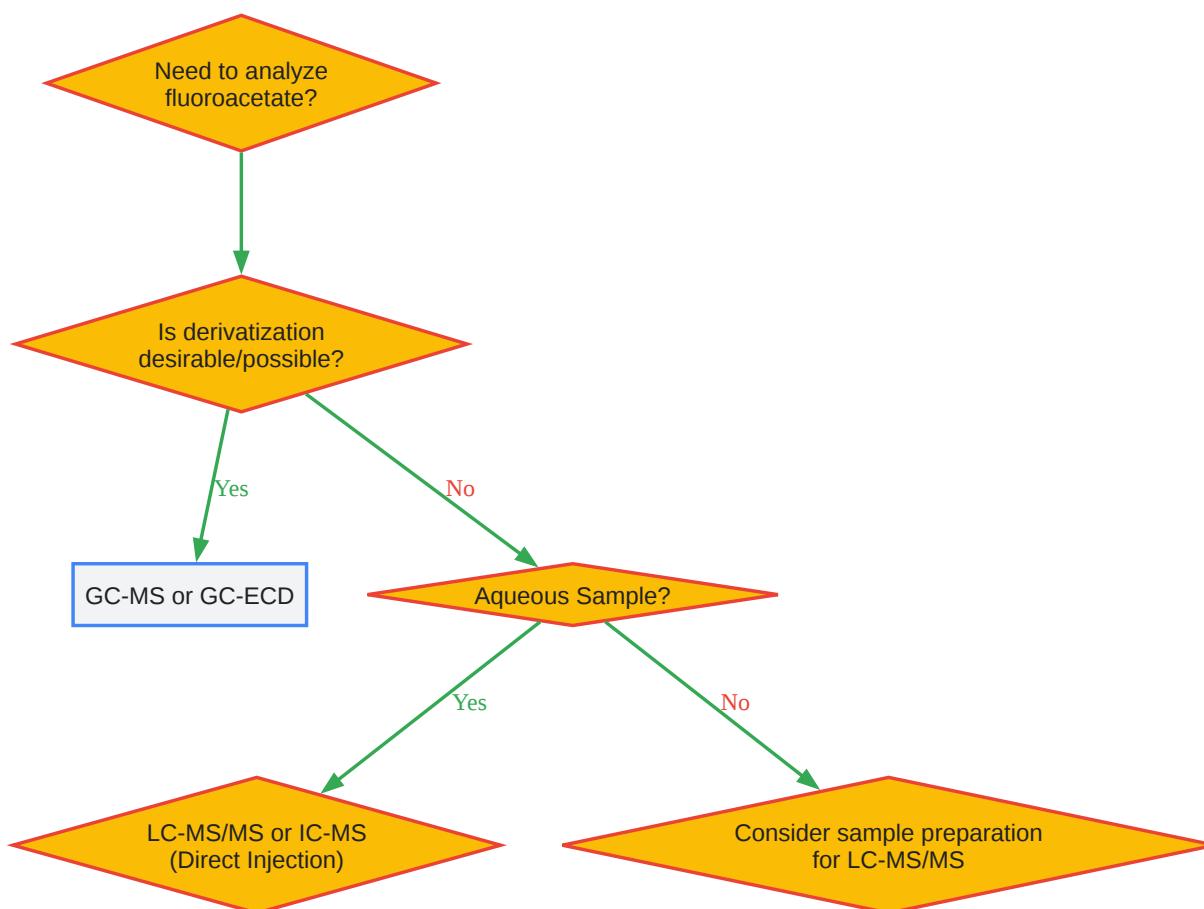 Need to analyze
fluoroacetate?
Is derivatization
desirable/possible?
Yes
No
GC-MS or GC-ECD
Aqueous Sample?
Yes
No
LC-MS/MS or IC-MS
(Direct Injection)
Consider sample preparation
for LC-MS/MS